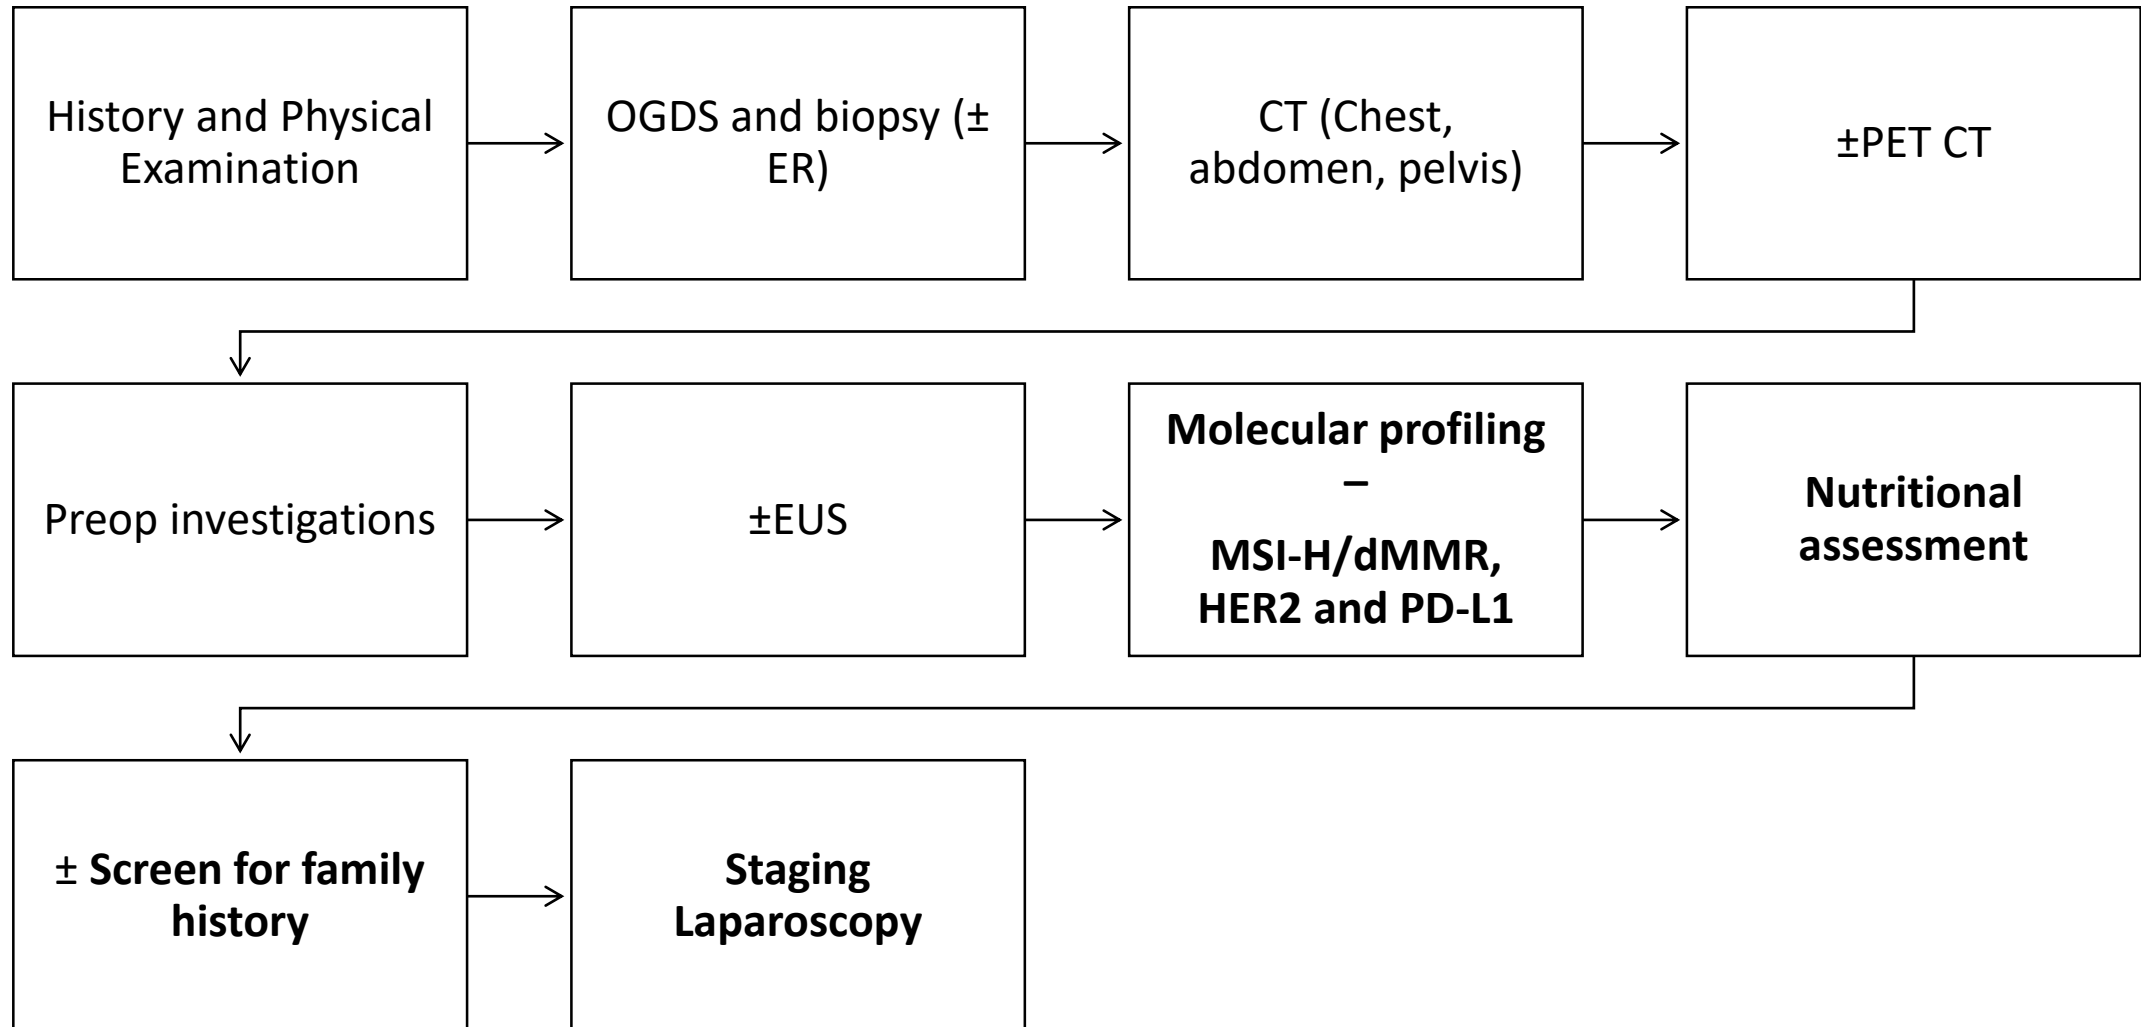 History and Physical
Examination
OGDS and biopsy (±
ER)
CT (Chest,
abdomen, pelvis)
±PET CT
Preop investigations
±EUS
Molecular profiling
–
MSI-H/dMMR,
HER2 and PD-L1
Nutritional
assessment
± Screen for family
history
Staging
Laparoscopy